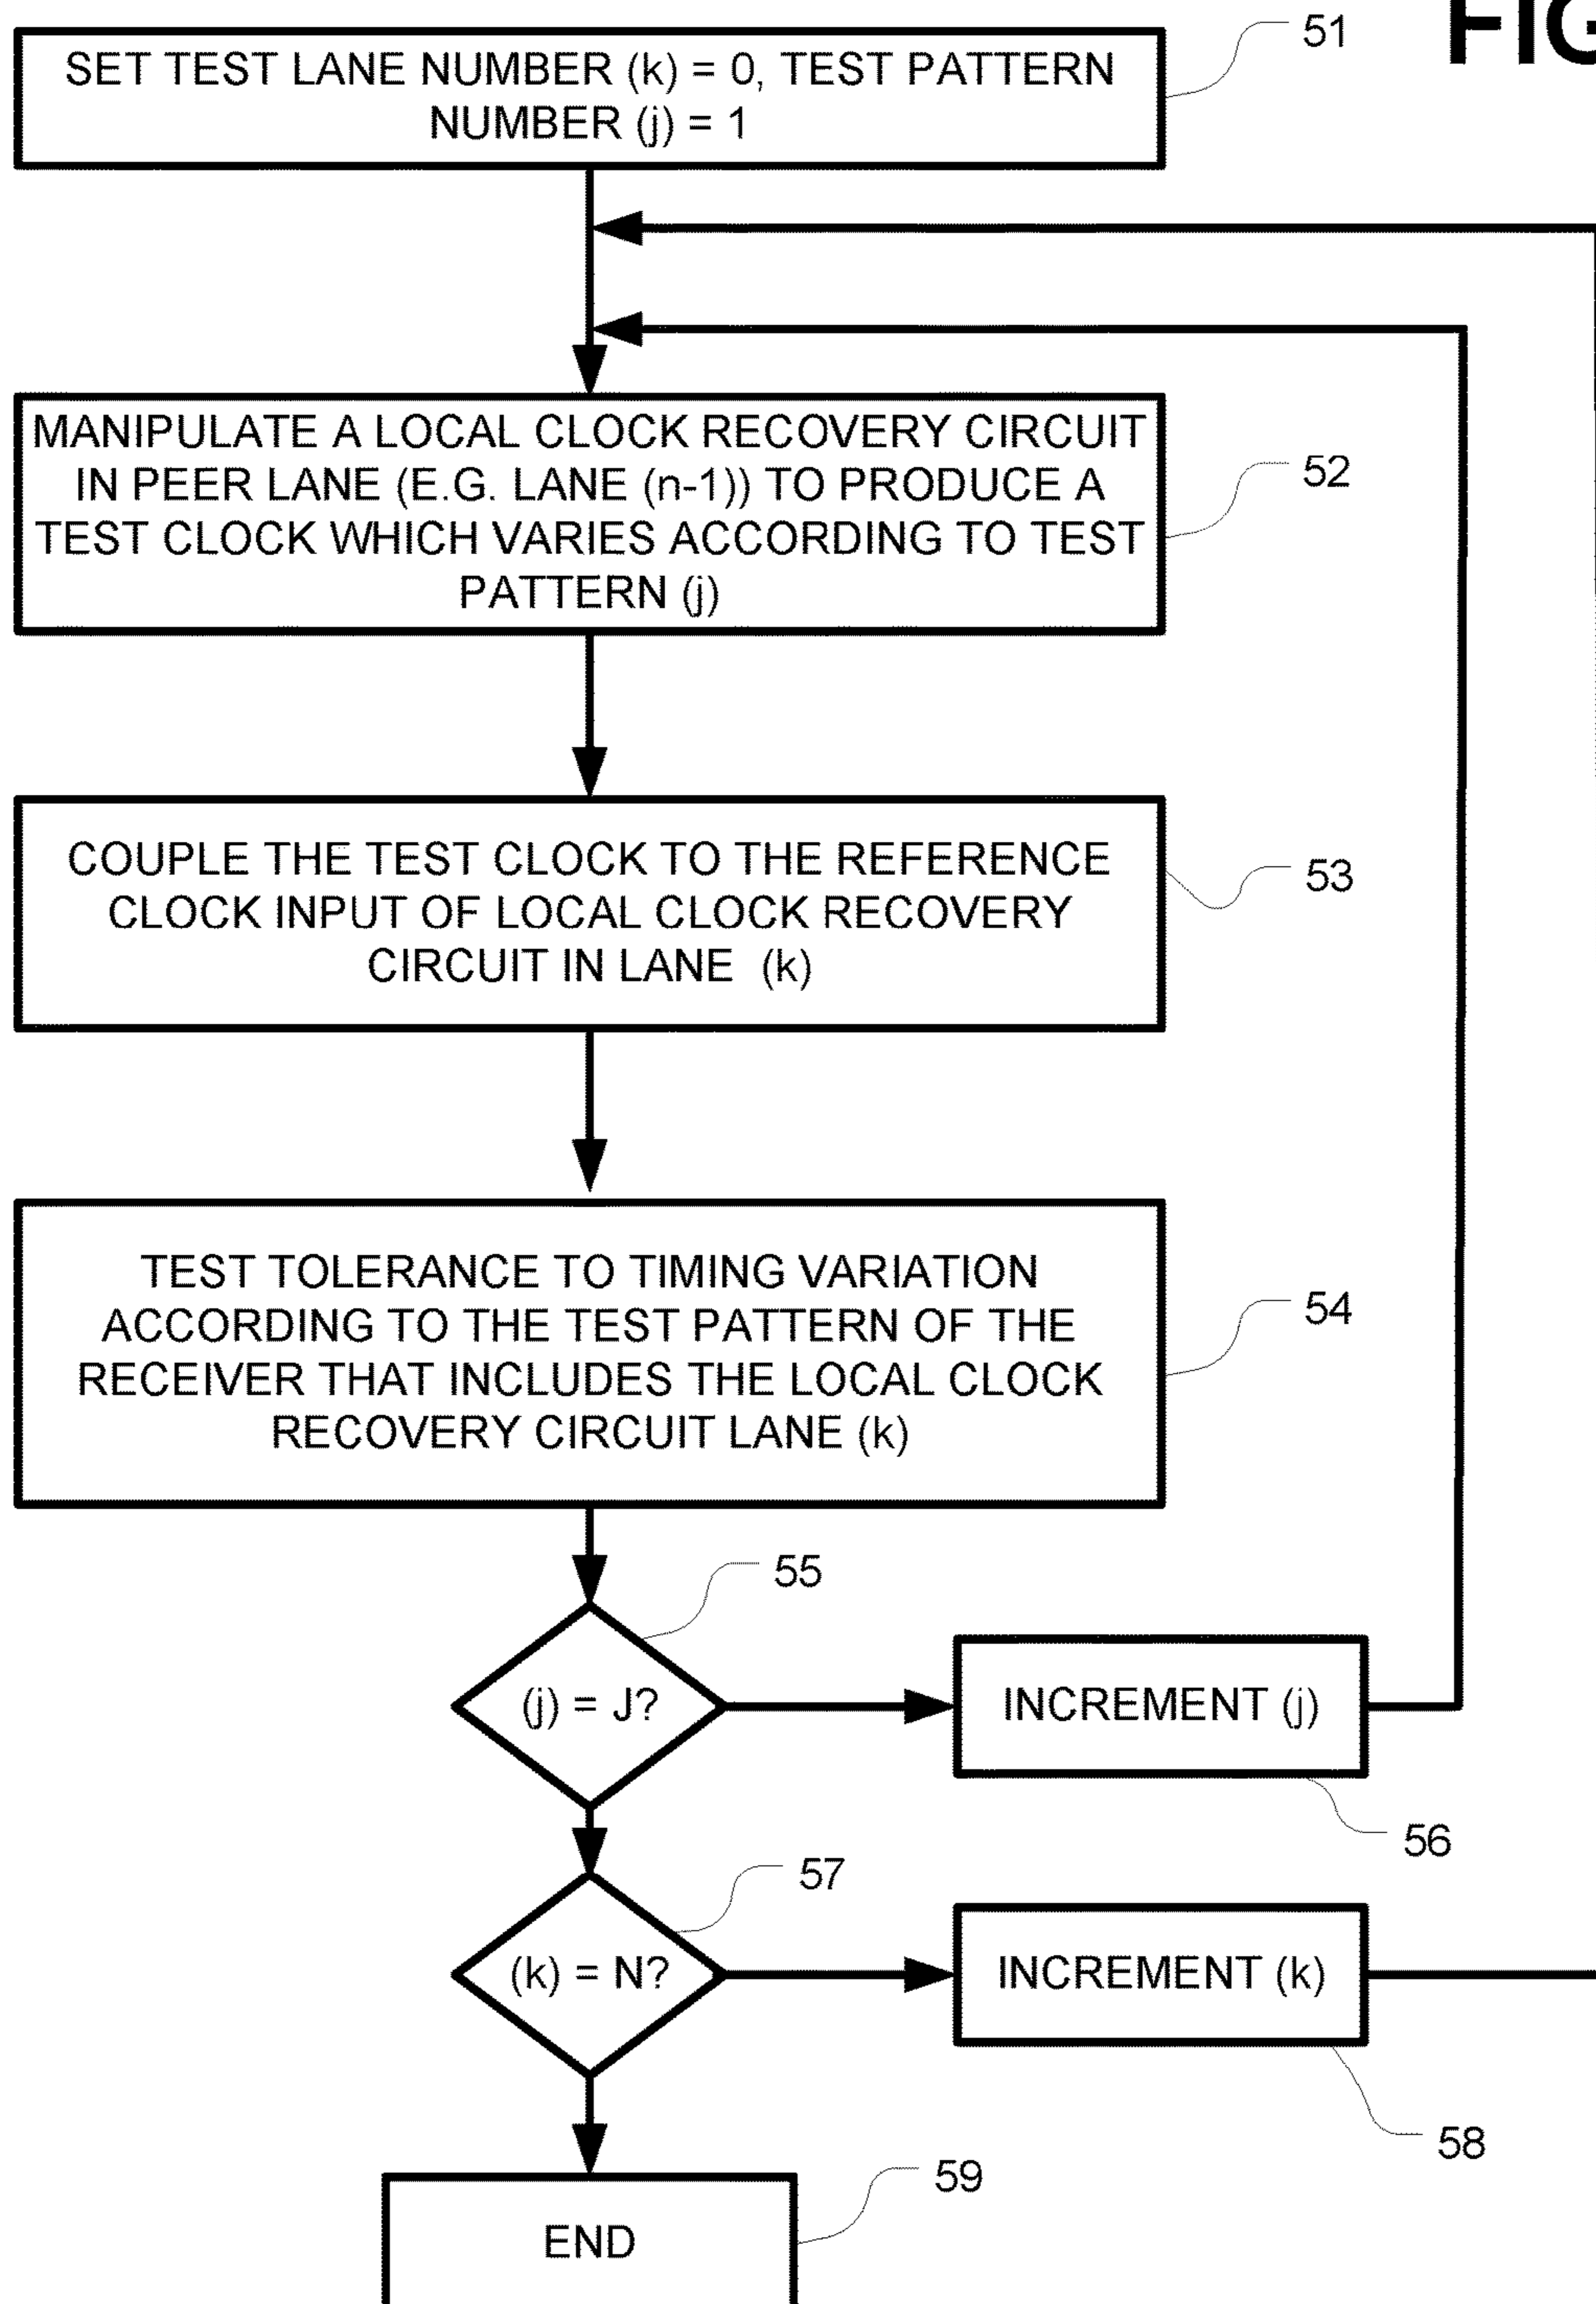 FIG
51
SET TEST LANE NUMBER (k) = 0, TEST PATTERN
NUMBER (j) = 1
MANIPULATE A LOCAL CLOCK RECOVERY CIRCUIT
IN PEER LANE (E.G. LANE (n-1)) TO PRODUCE A
TEST CLOCK WHICH VARIES ACCORDING TO TEST
PATTERN (j)
52
COUPLE THE TEST CLOCK TO THE REFERENCE
CLOCK INPUT OF LOCAL CLOCK RECOVERY
CIRCUIT IN LANE (k)
53
TEST TOLERANCE TO TIMING VARIATION
ACCORDING TO THE TEST PATTERN OF THE
RECEIVER THAT INCLUDES THE LOCAL CLOCK
RECOVERY CIRCUIT LANE (k)
54
55
(j) = J?
INCREMENT (j)
56
57
(k) = N?
INCREMENT (k)
58
59
END